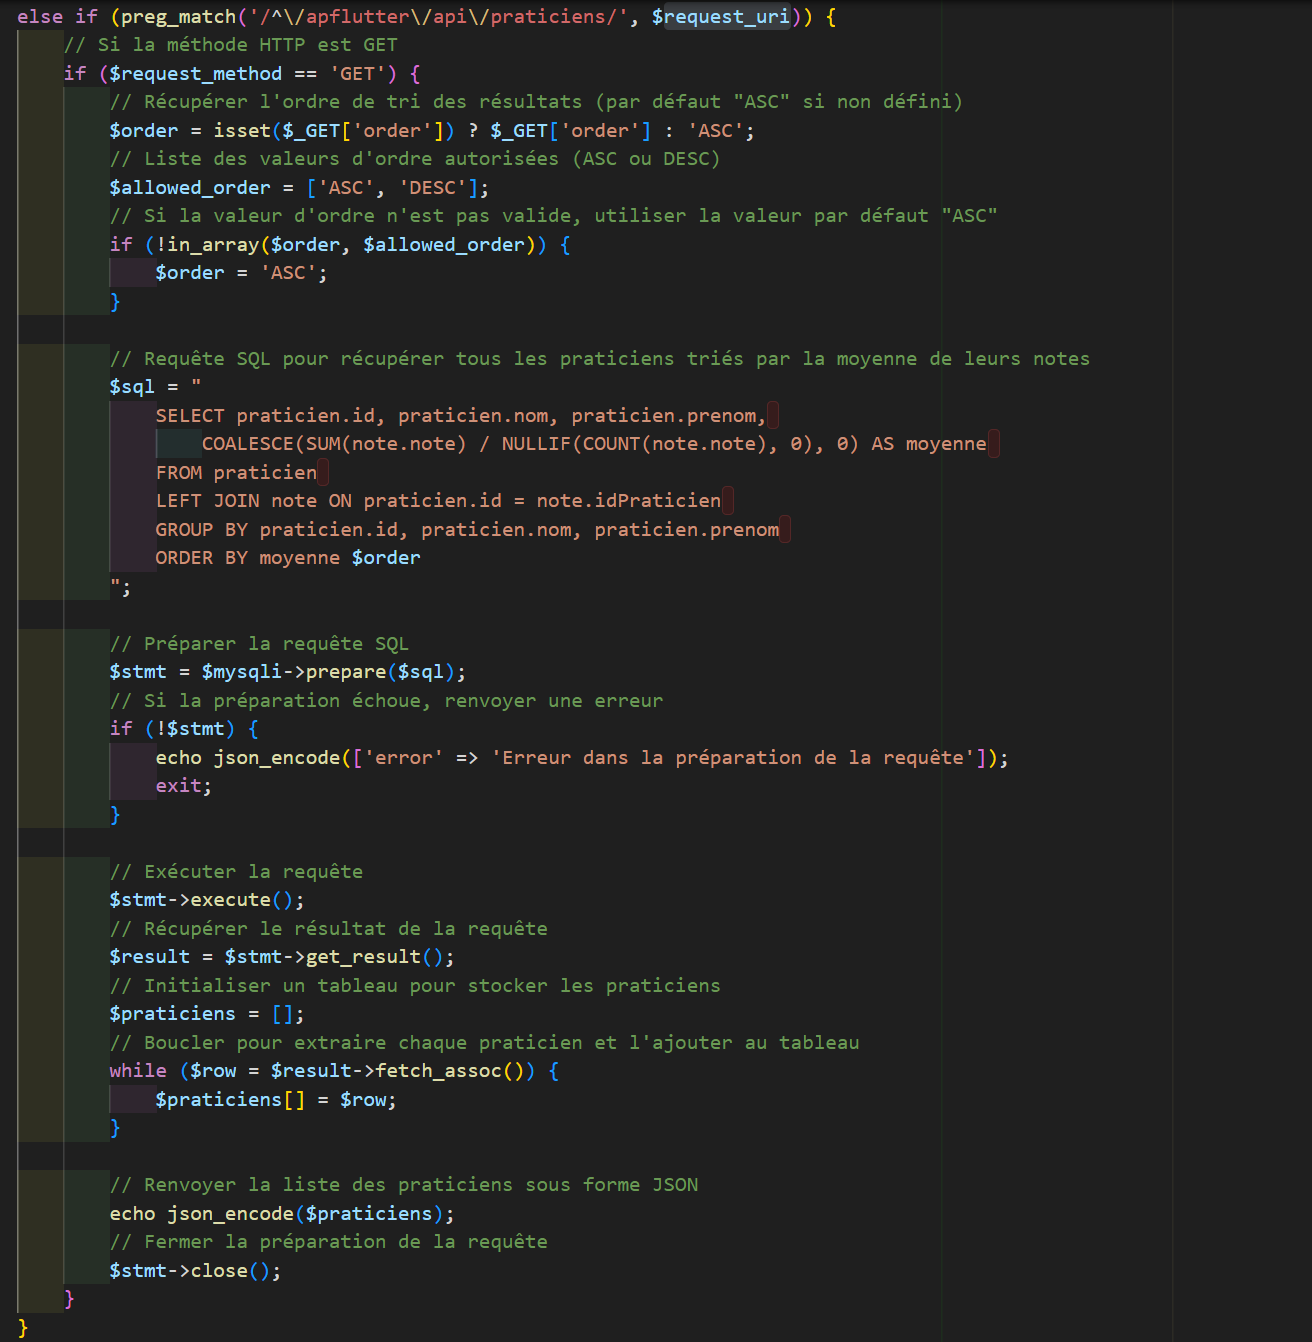 else if (preg_match('/^\/apflutter\/api\/praticiens/', $request_uri)) {
// Si la méthode HTTP est GET
if ($request_method == 'GET') {
// Récupérer l'ordre de tri des résultats (par défaut "ASC" si non défini)
$order = isset($_GET['order']) ? $_GET['order'] : 'ASC';
// Liste des valeurs d'ordre autorisées (ASC ou DESC)
$allowed_order = ['ASC', 'DESC'];
// Si la valeur d'ordre n'est pas valide, utiliser la valeur par défaut "ASC"
if (!in_array($order, $allowed_order)) {
$order = 'ASC';
}
// Requête SQL pour récupérer tous les praticiens triés par la moyenne de leurs notes
$sql = "
SELECT praticien.id, praticien.nom, praticien.prenom,
COALESCE(SUM(note.note) / NULLIF(COUNT(note.note), 0), 0) AS moyenne
FROM praticien
LEFT JOIN note ON praticien.id = note.idPraticien
GROUP BY praticien.id, praticien.nom, praticien.prenom
ORDER BY moyenne $order
";
// Préparer la requête SQL
$stmt = $mysqli->prepare($sql);
// Si la préparation échoue, renvoyer une erreur
if (!$stmt) {
echo json_encode(['error' => 'Erreur dans la préparation de la requête']);
exit;
}
// Exécuter la requête
$stmt->execute();
// Récupérer le résultat de la requête
$result = $stmt->get_result();
// Initialiser un tableau pour stocker les praticiens
$praticiens = [];
// Boucler pour extraire chaque praticien et l'ajouter au tableau
while ($row = $result->fetch_assoc()) {
$praticiens[] = $row;
}
// Renvoyer la liste des praticiens sous forme JSON
echo json_encode($praticiens);
// Fermer la préparation de la requête
$stmt->close();
}
}